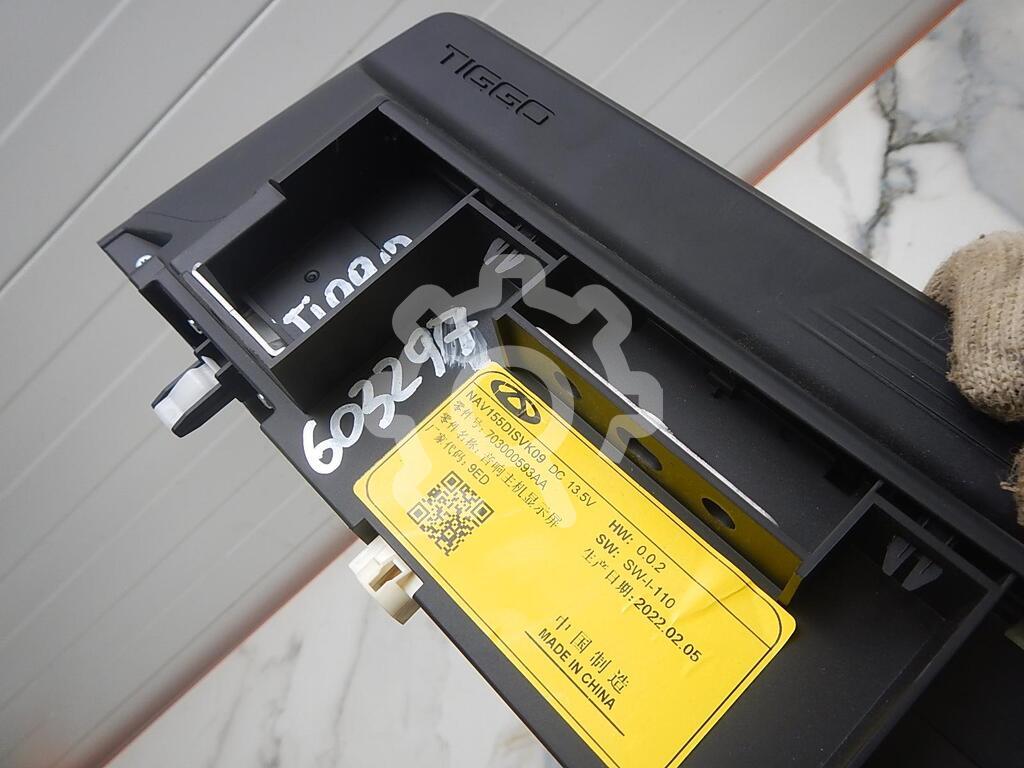 TIGGO
603297
NAV155DISVK09 DC 13.5V
零件号: 703000593AA
零件名称: 音响主机显示屏
厂家代码: 9ED
HW: 0.0.2
SW: SW-I-110
生产日期: 2022.02.05
中国制造
MADE IN CHINA